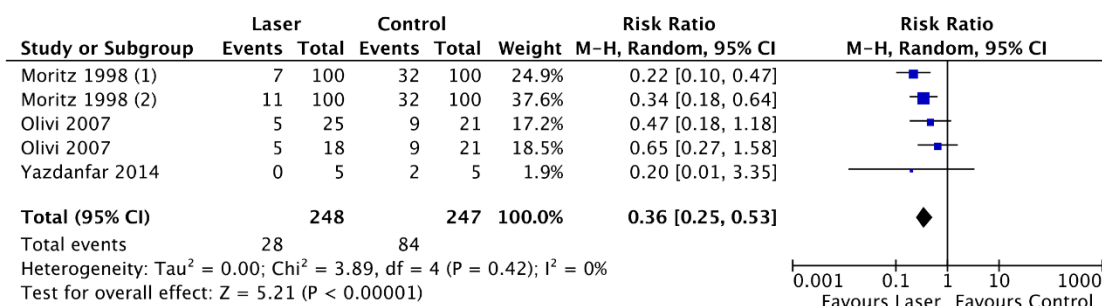 Laser Control Risk Ratio Risk Ratio
Study or Subgroup Events Total Events Total Weight M-H, Random, 95% CI M-H, Random, 95% CI
Moritz 1998 (1) 7 100 32 100 24.9% 0.22 [0.10, 0.47]
Moritz 1998 (2) 11 100 32 100 37.6% 0.34 [0.18, 0.64]
Olivi 2007 5 25 9 21 17.2% 0.47 [0.18, 1.18]
Olivi 2007 5 18 9 21 18.5% 0.65 [0.27, 1.58]
Yazdanfar 2014 0 5 2 5 1.9% 0.20 [0.01, 3.35]
Total (95% CI) 248 247 100.0% 0.36 [0.25, 0.53]
Total events 28 84
Heterogeneity: Tau² = 0.00; Chi² = 3.89, df = 4 (P = 0.42); I² = 0%
Test for overall effect: Z = 5.21 (P < 0.00001)
0.001 0.1 1 10 1000
Favours Laser Favours Control